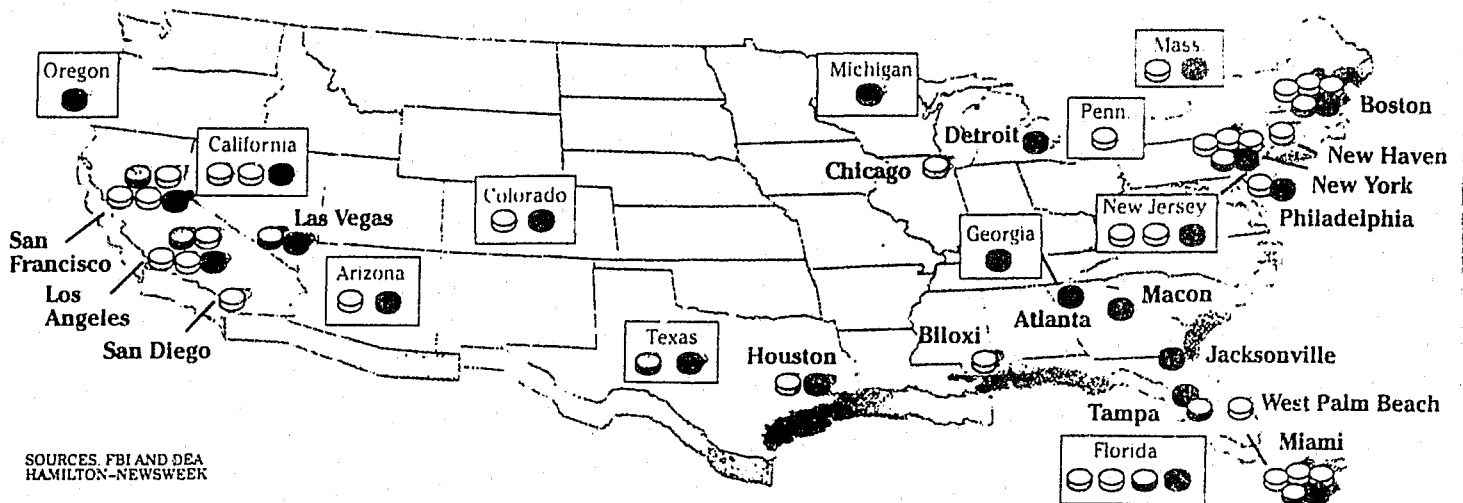 Oregon
California
San
Francisco
Los
Angeles
San Diego
Las Vegas
Arizona
Colorado
Texas
Houston
Michigan
Detroit
Chicago
Penn.
Mass.
Boston
New Haven
New York
Philadelphia
New Jersey
Georgia
Atlanta
Macon
Biloxi
Jacksonville
Tampa
West Palm Beach
Miami
Florida
SOURCES. FBI AND DEA
HAMILTON–NEWSWEEK